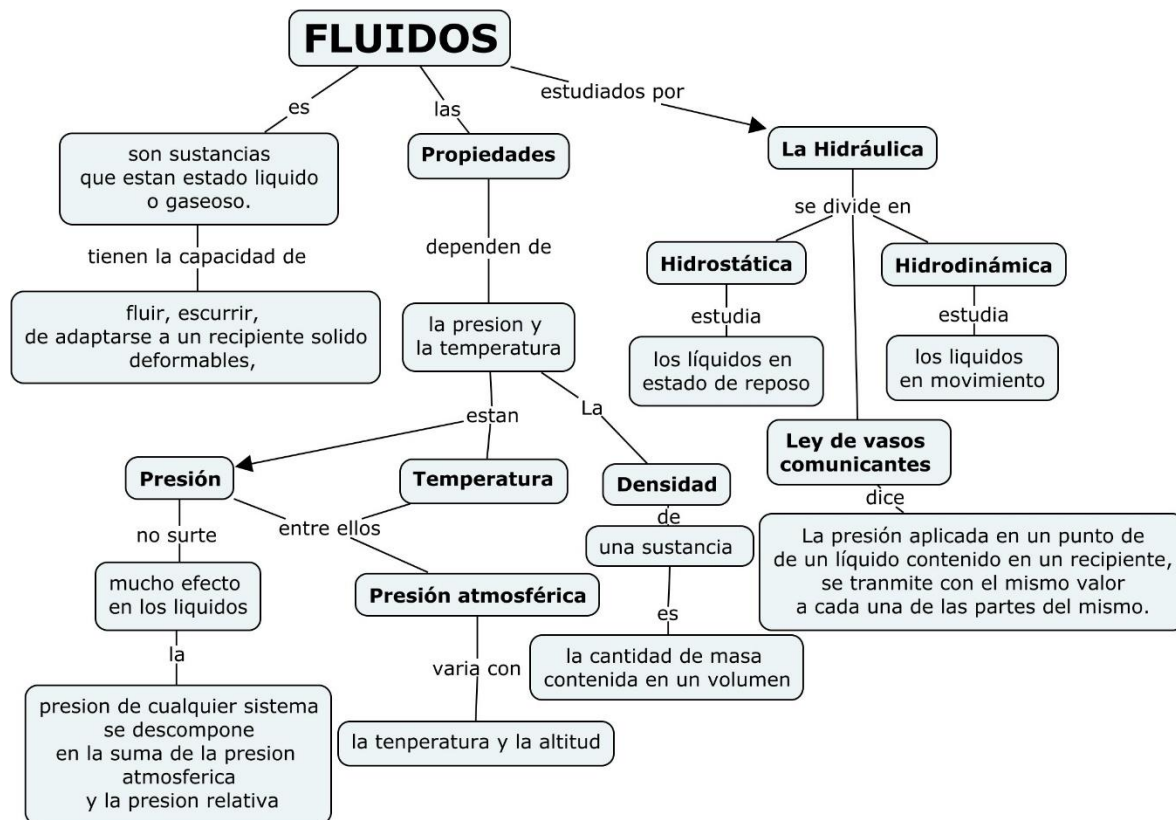 FLUIDOS
es
las
estudiados por
son sustancias
que estan estado liquido
o gaseoso.
Propiedades
La Hidráulica
tienen la capacidad de
dependen de
se divide en
fluir, escurrir,
de adaptarse a un recipiente solido
deformables,
la presion y
la temperatura
Hidrostática
Hidrodinámica
estudia
estudia
los líquidos en
estado de reposo
los liquidos
en movimiento
estan
La
Presión
Temperatura
Densidad
Ley de vasos
comunicantes
no surte
entre ellos
de
dice
mucho efecto
en los liquidos
Presión atmosférica
una sustancia
La presión aplicada en un punto de
de un líquido contenido en un recipiente,
se tranmite con el mismo valor
a cada una de las partes del mismo.
la
varia con
es
presion de cualquier sistema
se descompone
en la suma de la presion
atmosferica
y la presion relativa
la tenperatura y la altitud
la cantidad de masa
contenida en un volumen